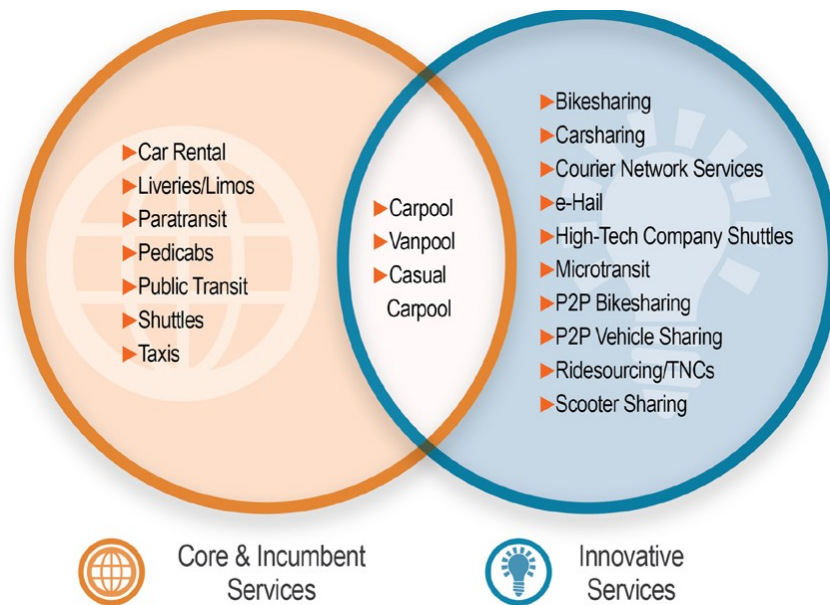 Car Rental
Liveries/Limos
Paratransit
Pedicabs
Public Transit
Shuttles
Taxis
Carpool
Vanpool
Casual
Carpool
Bikesharing
Carsharing
Courier Network Services
e-Hail
High-Tech Company Shuttles
Microtransit
P2P Bikesharing
P2P Vehicle Sharing
Ridesourcing/TNCs
Scooter Sharing
Core & Incumbent
Services
Innovative
Services